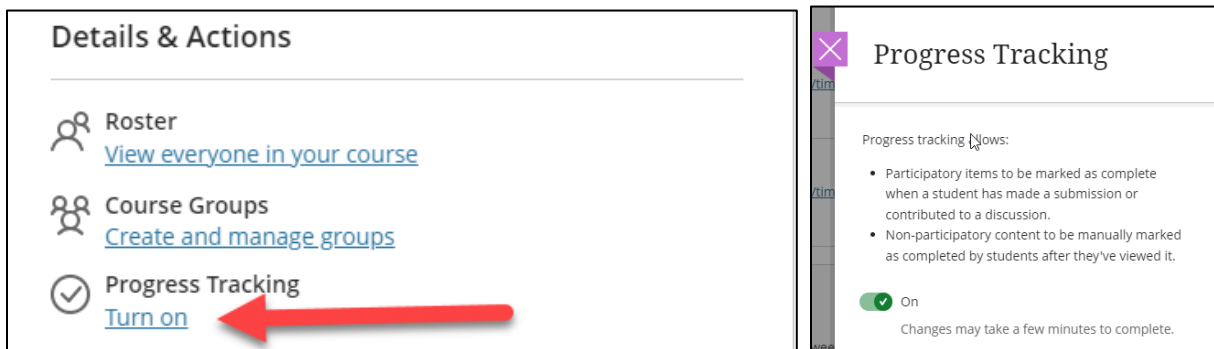 Details & Actions
Roster
View everyone in your course
Course Groups
Create and manage groups
Progress Tracking
Turn on
Progress Tracking
/tim
Progress tracking allows:
• Participatory items to be marked as complete
when a student has made a submission or
contributed to a discussion.
/tim
• Non-participatory content to be manually marked
as completed by students after they've viewed it.
On
Changes may take a few minutes to complete.
wee